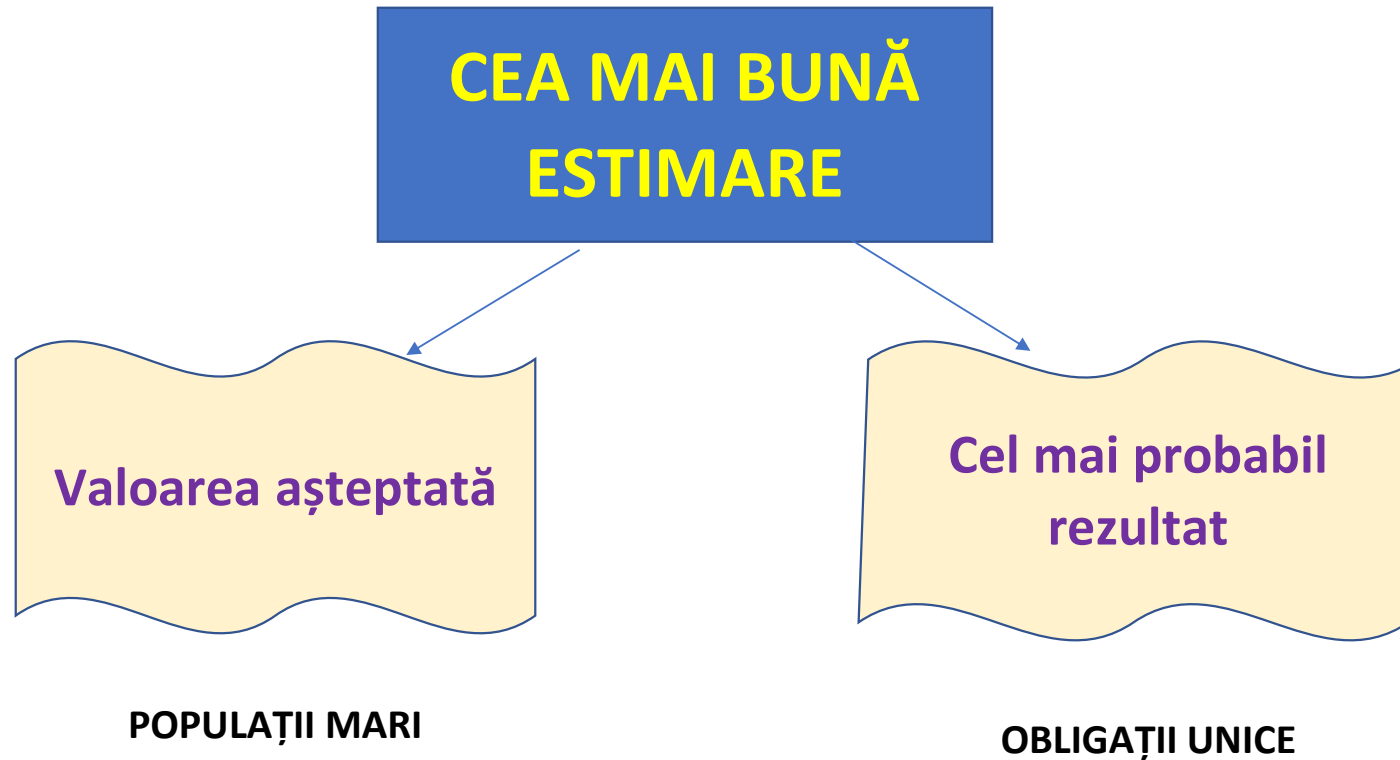 CEA MAI BUNĂ
ESTIMARE
Valoarea așteptată
Cel mai probabil
rezultat
POPULAȚII MARI
OBLIGAȚII UNICE